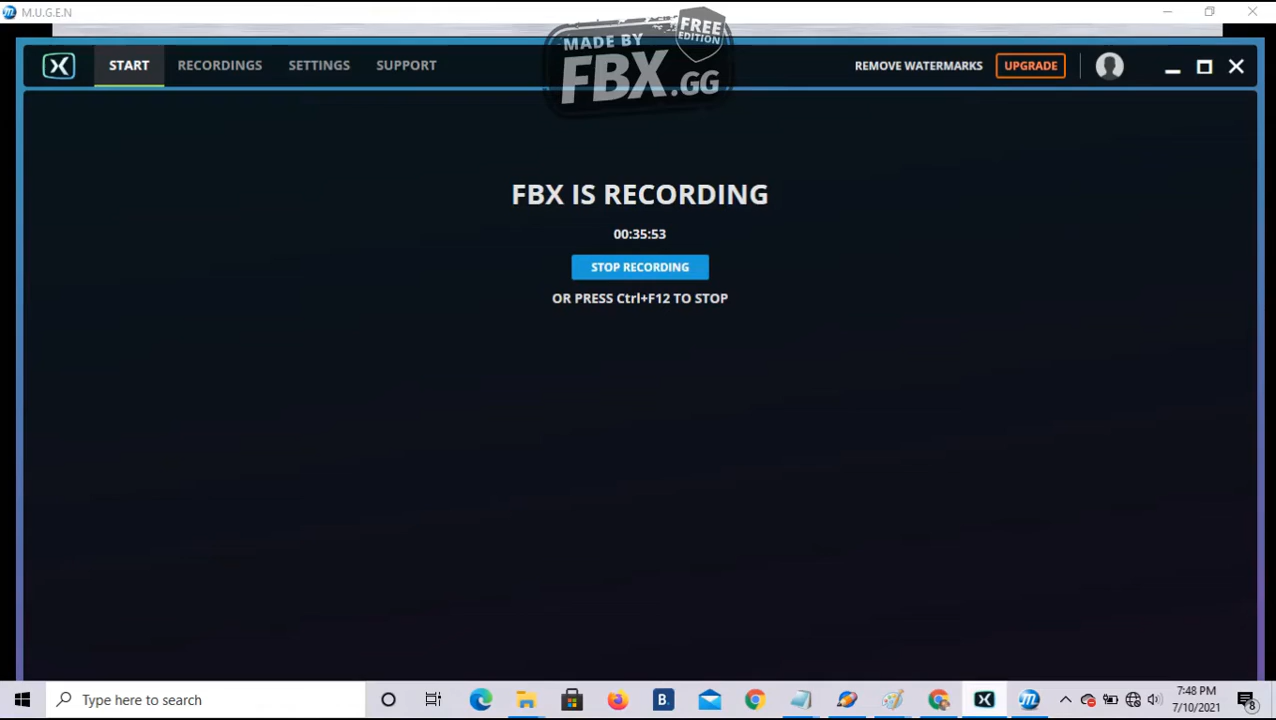 M.U.G.E.N
MADE BY
FREE
EDITION
FBX.GG
START RECORDINGS SETTINGS SUPPORT
REMOVE WATERMARKS UPGRADE
FBX IS RECORDING
00:35:53
STOP RECORDING
OR PRESS Ctrl+F12 TO STOP
Type here to search
B.
7:48 PM
7/10/2021
8